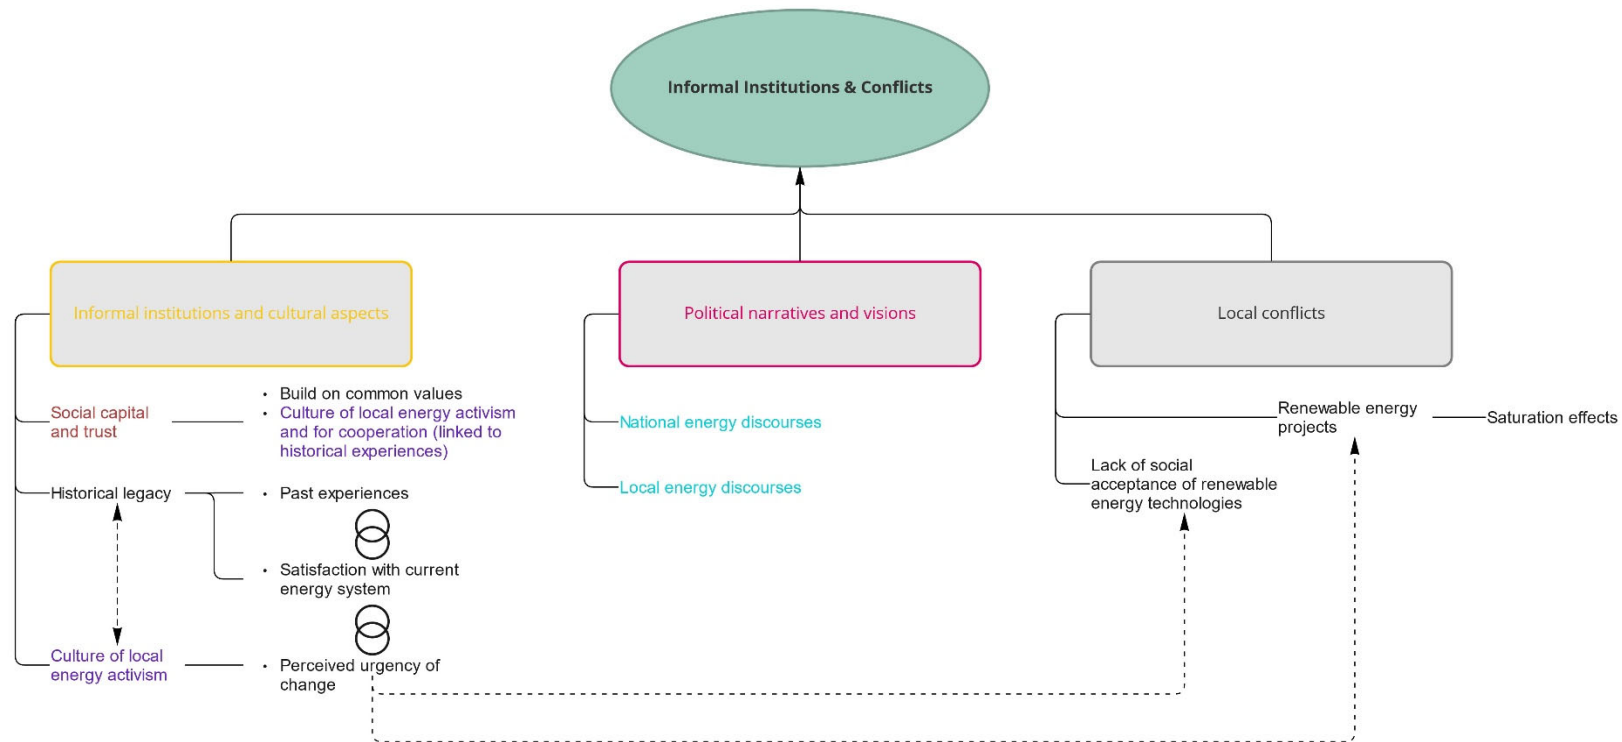 Informal Institutions & Conflicts
Informal institutions and cultural aspects
Political narratives and visions
Local conflicts
Social capital
and trust
• Build on common values
• Culture of local energy activism
and for cooperation (linked to
historical experiences)
Historical legacy
• Past experiences
• Satisfaction with current
energy system
Culture of local
energy activism
• Perceived urgency of
change
National energy discourses
Local energy discourses
Renewable energy
projects
Saturation effects
Lack of social
acceptance of renewable
energy technologies